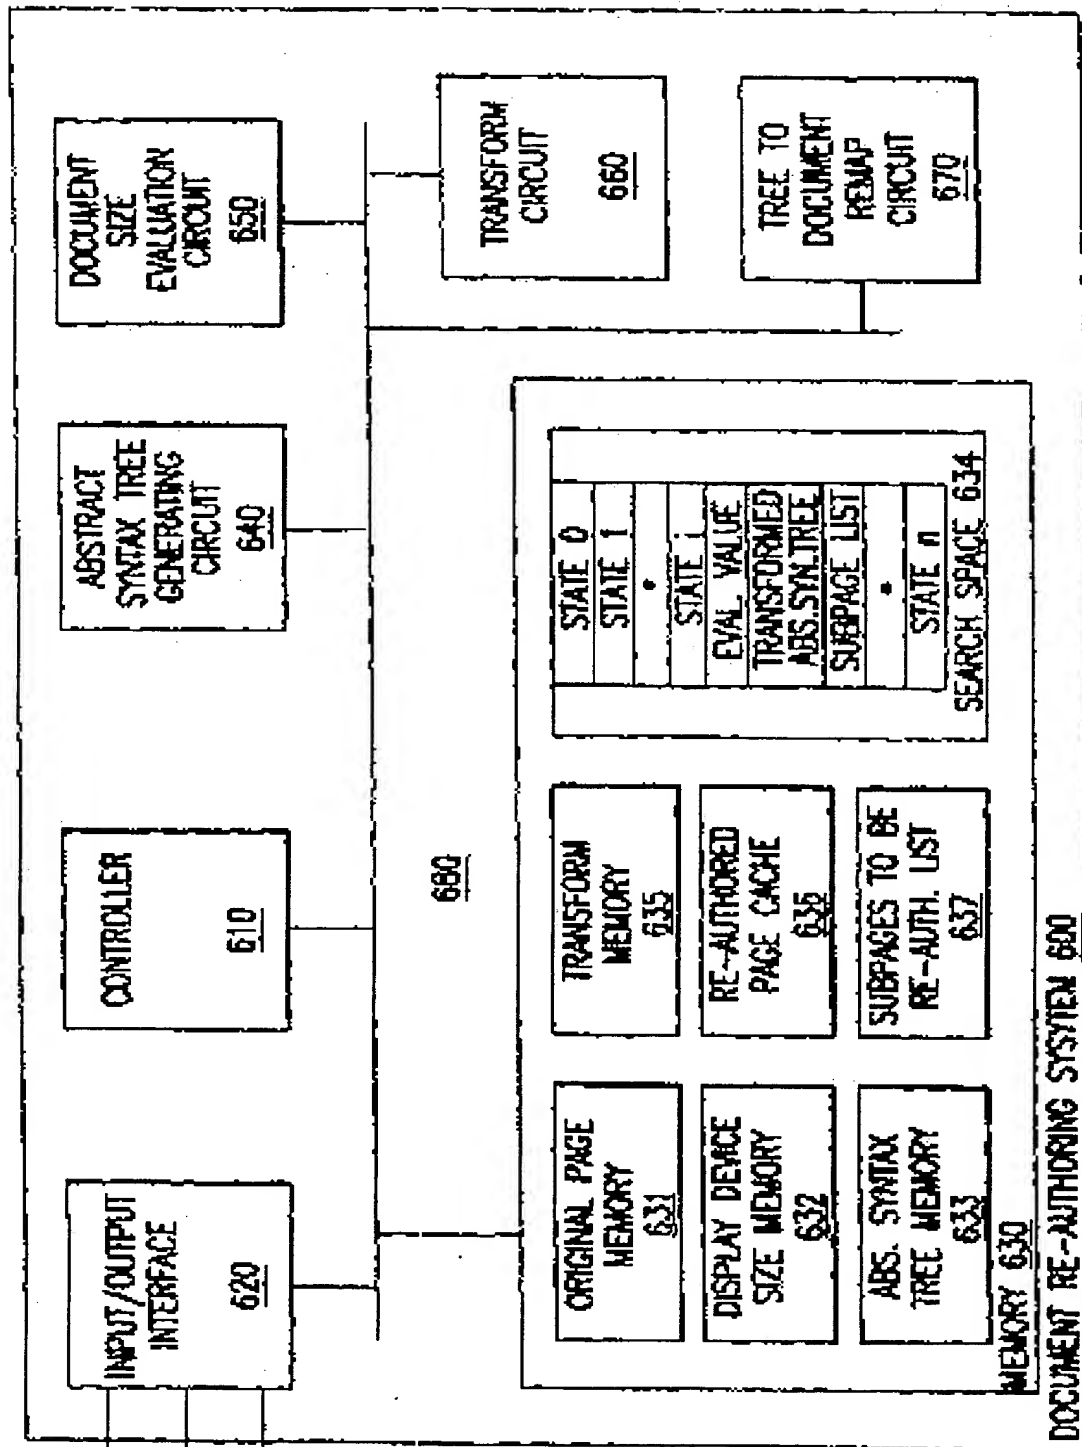 INPUT/OUTPUT
INTERFACE
620
CONTROLLER
610
ABSTRACT
SYNTAX TREE
GENERATING
CIRCUIT
640
DOCUMENT
SIZE
EVALUATION
CIRCUIT
650
TRANSFORM
CIRCUIT
660
TREE TO
DOCUMENT
REMAP
CIRCUIT
670
680
ORIGINAL PAGE
MEMORY
631
DISPLAY DEVICE
SIZE MEMORY
632
ABS. SYNTAX
TREE MEMORY
633
TRANSFORM
MEMORY
635
RE-AUTHORED
PAGE CACHE
636
SUBPAGES TO BE
RE-AUTH. LIST
637
STATE 0
STATE 1
•
STATE i
EVAL. VALUE
TRANSFORMED
ABS.SYN.TREE
SUBPAGE LIST
•
STATE n
SEARCH SPACE 634
MEMORY 630
DOCUMENT RE-AUTHORING SYSYTEM 600